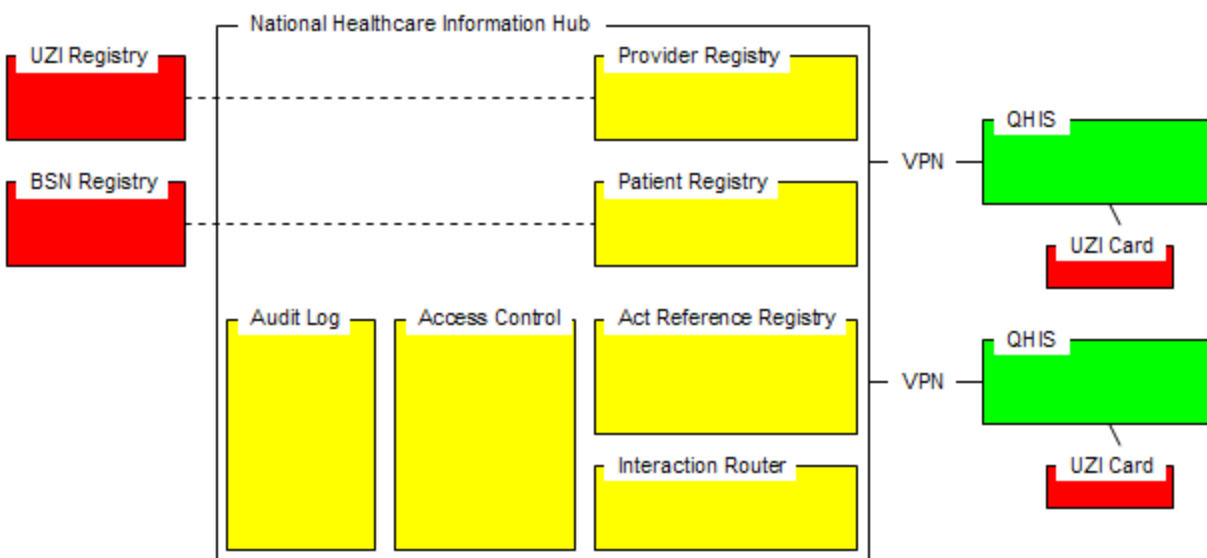 National Healthcare Information Hub
UZI Registry
Provider Registry
QHIS
BSN Registry
VPN
Patient Registry
UZI Card
Audit Log
Access Control
Act Reference Registry
QHIS
VPN
Interaction Router
UZI Card